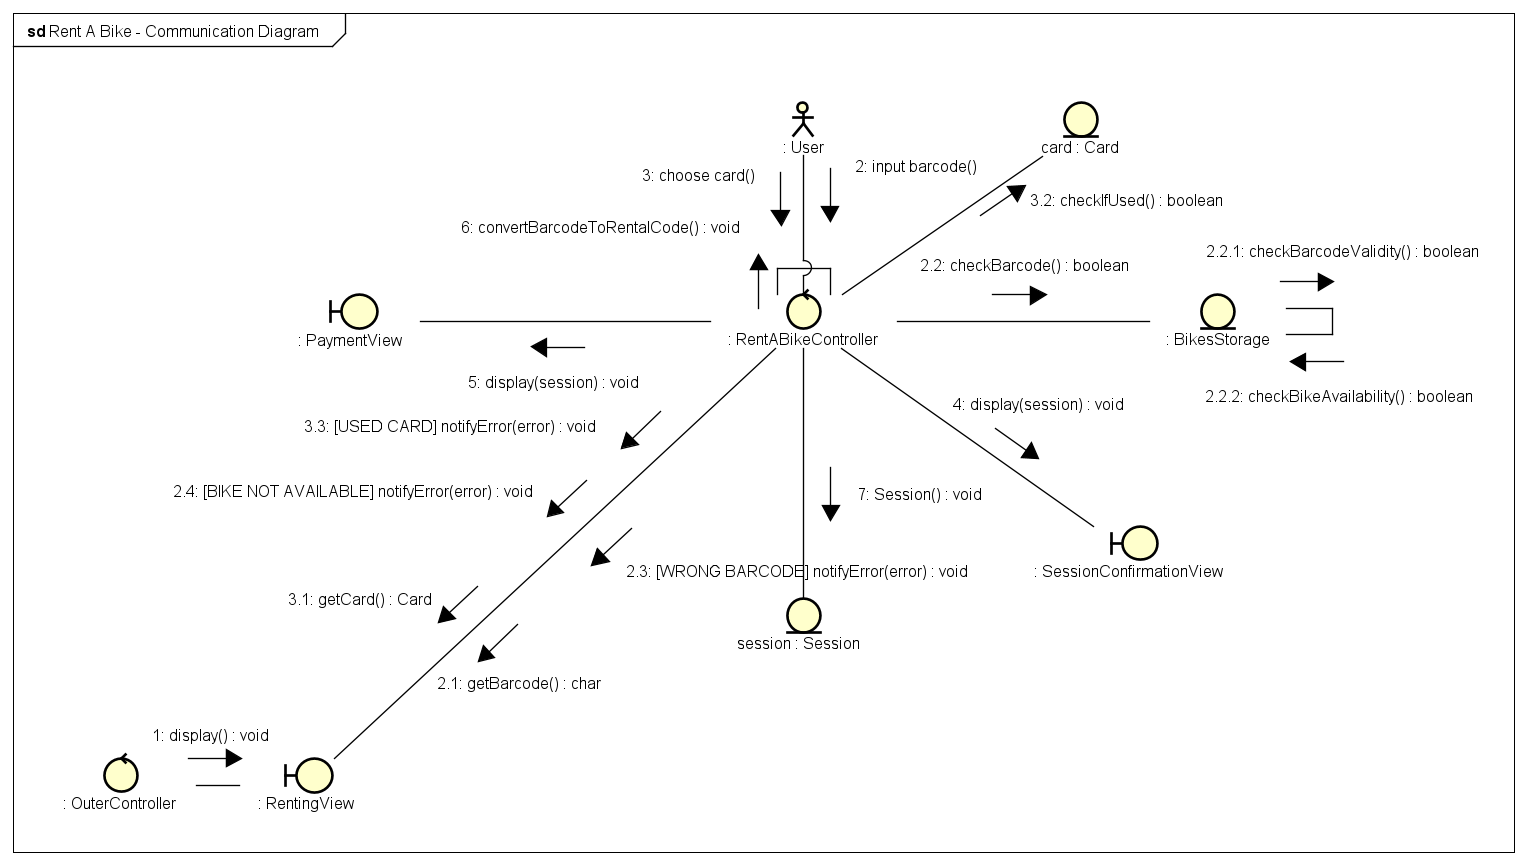 sd Rent A Bike - Communication Diagram
: User
card : Card
3: choose card()
2: input barcode()
3.2: checkIfUsed() : boolean
6: convertBarcodeToRentalCode() : void
2.2: checkBarcode() : boolean
2.2.1: checkBarcodeValidity() : boolean
: PaymentView
: RentABikeController
: BikesStorage
5: display(session) : void
2.2.2: checkBikeAvailability() : boolean
4: display(session) : void
3.3: [USED CARD] notifyError(error) : void
2.4: [BIKE NOT AVAILABLE] notifyError(error) : void
7: Session() : void
2.3: [WRONG BARCODE] notifyError(error) : void
: SessionConfirmationView
3.1: getCard() : Card
session : Session
2.1: getBarcode() : char
1: display() : void
: OuterController
: RentingView